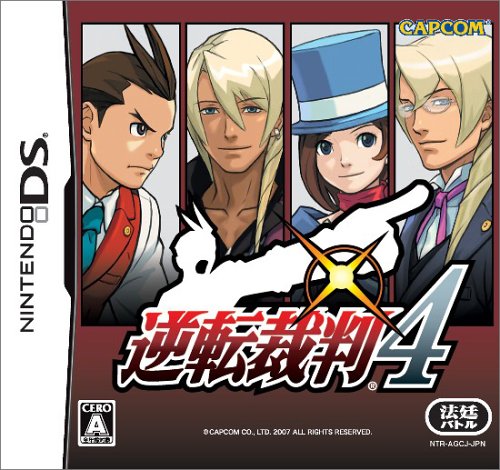 CAPCOM
NINTENDO DS™
逆転裁判4®
CERO
A
法廷
バトル
© CAPCOM CO., LTD. 2007 ALL RIGHTS RESERVED.
NTR-AGCJ-JPN